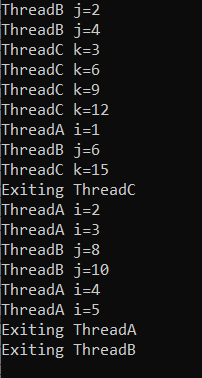 ThreadB j=2
ThreadB j=4
ThreadC k=3
ThreadC k=6
ThreadC k=9
ThreadC k=12
ThreadA i=1
ThreadB j=6
ThreadC k=15
Exiting ThreadC
ThreadA i=2
ThreadA i=3
ThreadB j=8
ThreadB j=10
ThreadA i=4
ThreadA i=5
Exiting ThreadA
Exiting ThreadB